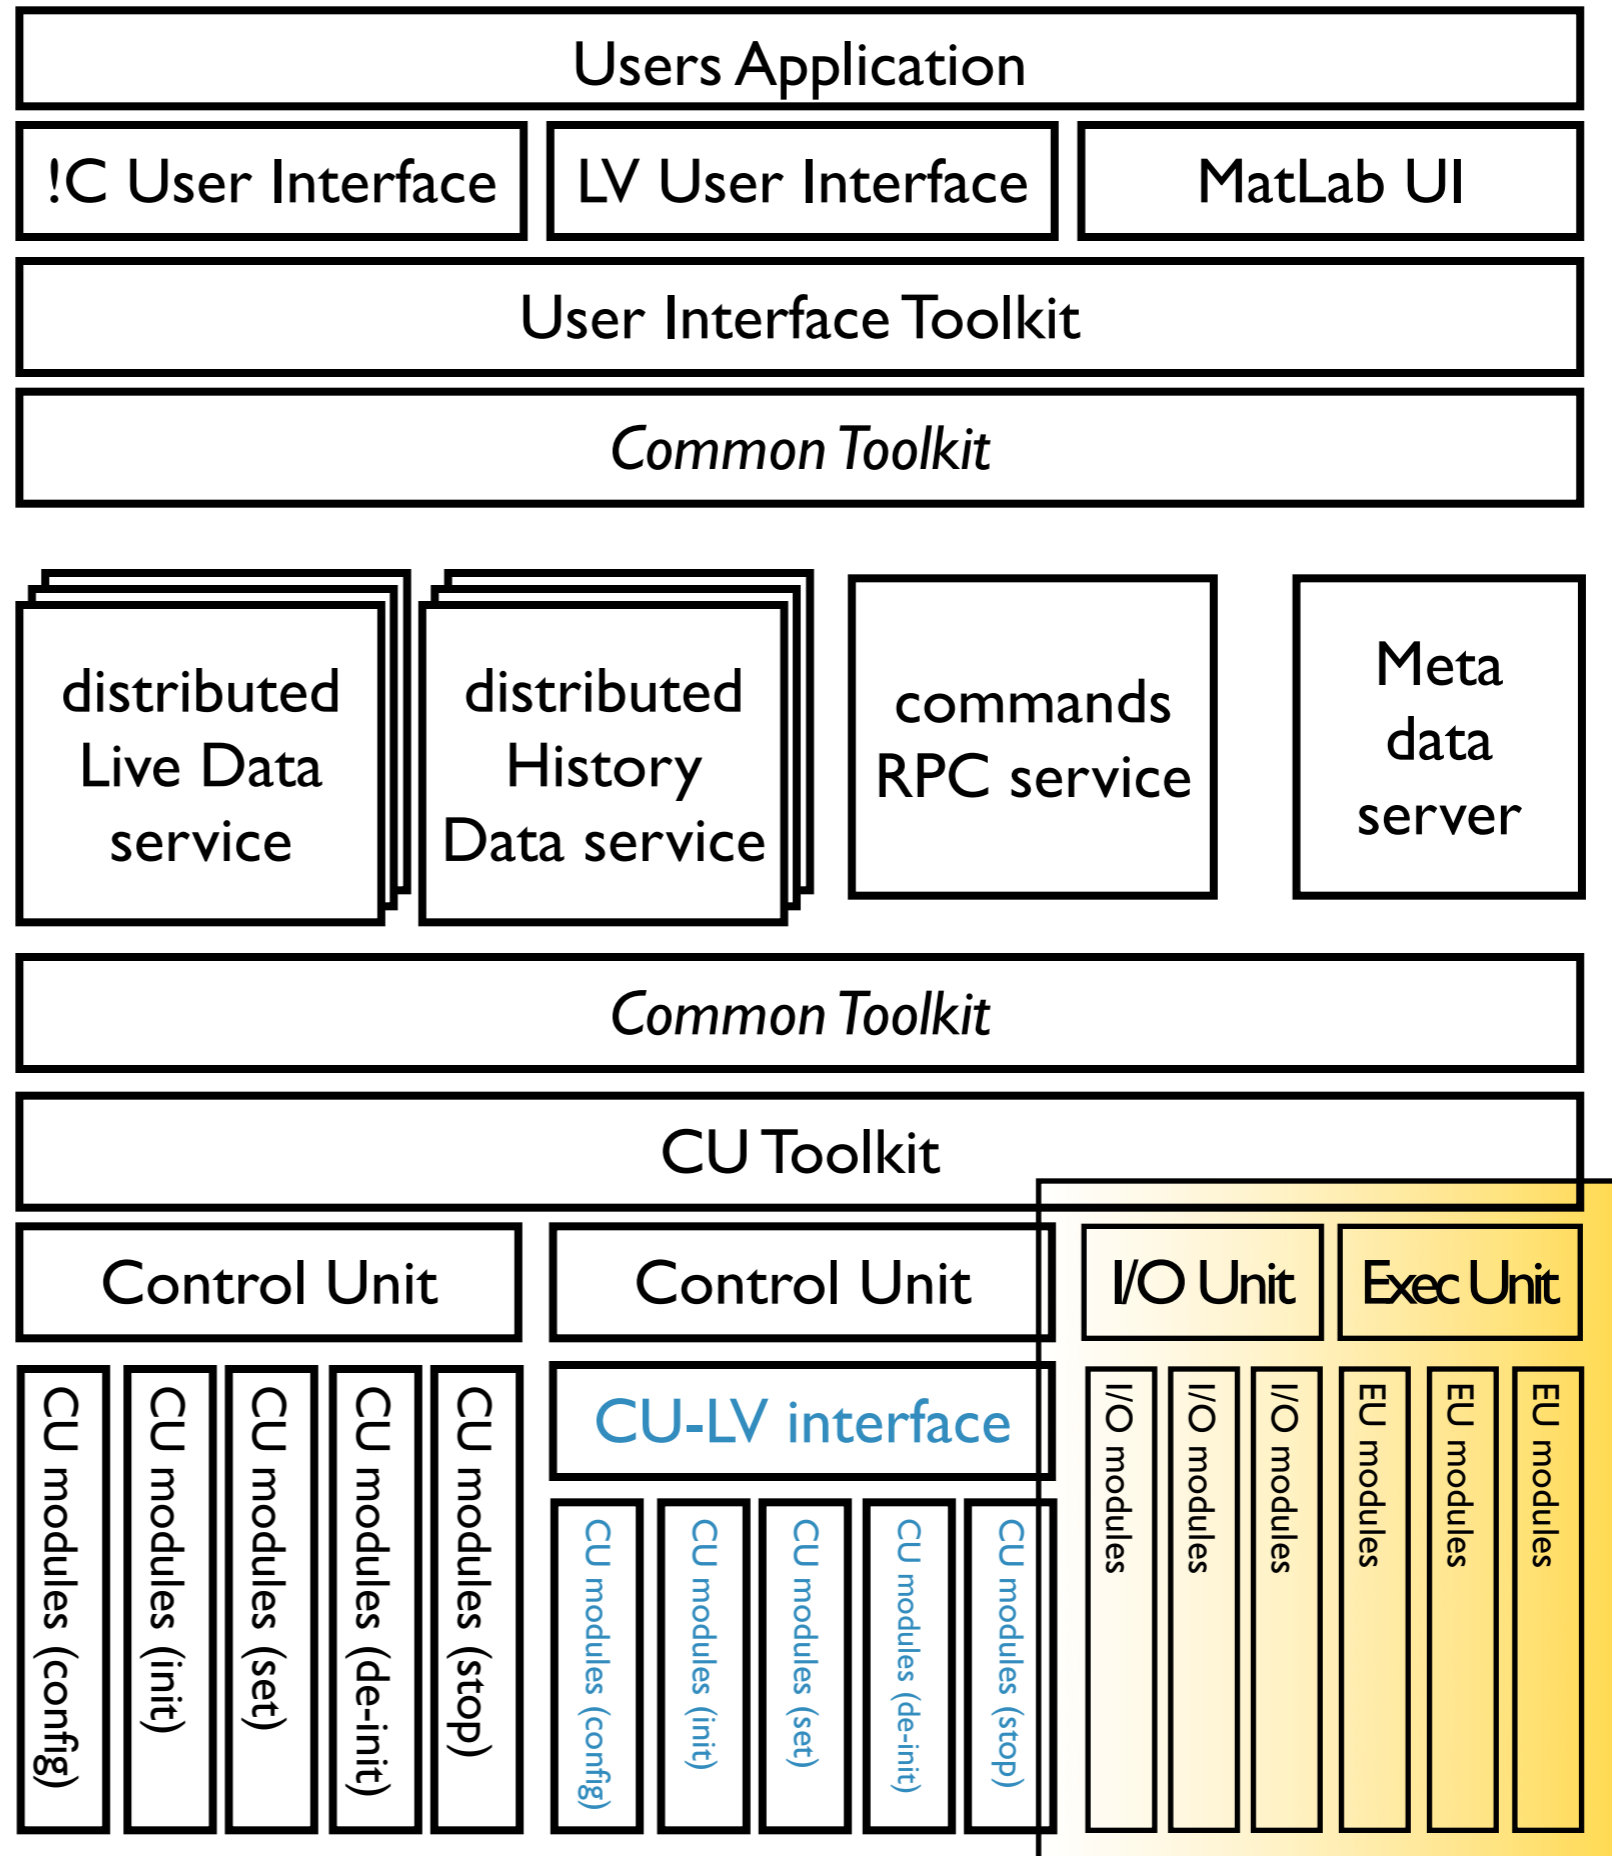 Users Application
!C User Interface
LV User Interface
MatLab UI
User Interface Toolkit
Common Toolkit
distributed
Live Data
service
distributed
History
Data service
commands
RPC service
Meta
data
server
Common Toolkit
CU Toolkit
Control Unit
Control Unit
I/O Unit
Exec Unit
CU modules (config)
CU modules (init)
CU modules (set)
CU modules (de-init)
CU modules (stop)
CU-LV interface
CU modules (config)
CU modules (init)
CU modules (set)
CU modules (de-init)
CU modules (stop)
I/O modules
I/O modules
I/O modules
EU modules
EU modules
EU modules